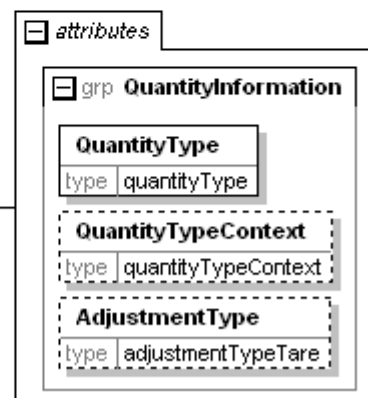 attributes
grp QuantityInformation
QuantityType
type quantityType
QuantityTypeContext
type quantityTypeContext
AdjustmentType
type adjustmentTypeTare